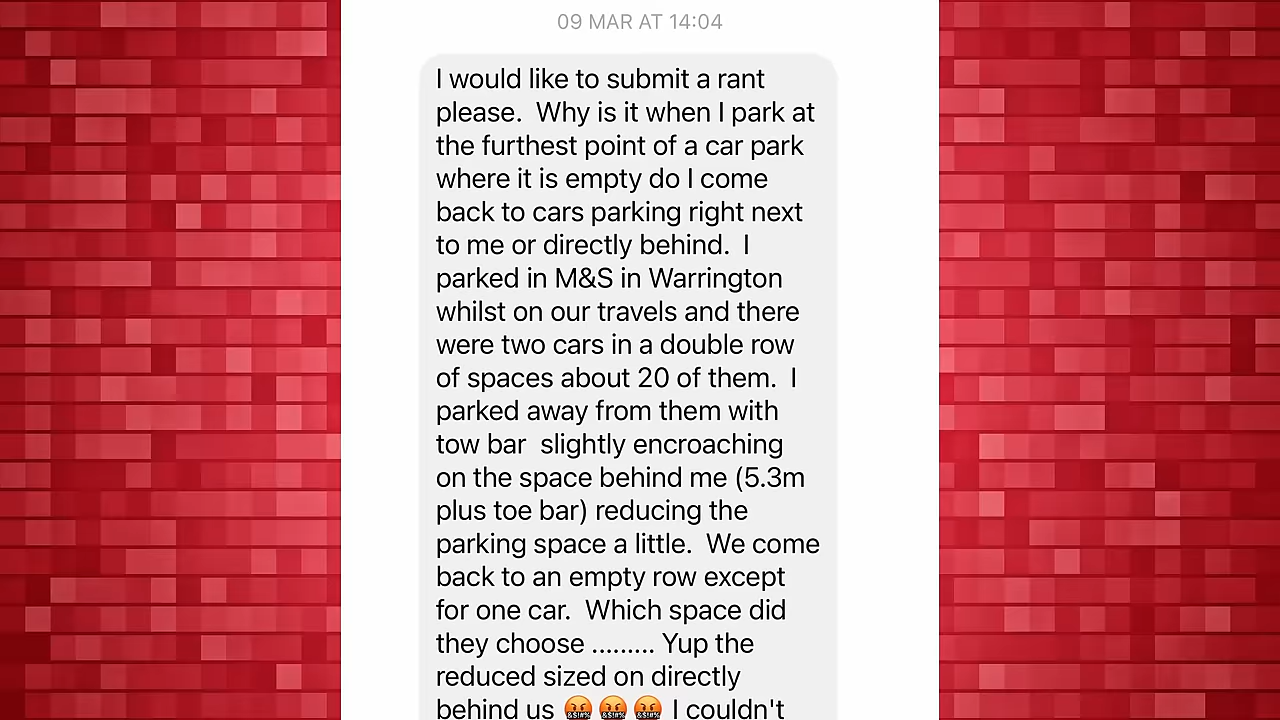 09 MAR AT 14:04
I would like to submit a rant
please.  Why is it when I park at
the furthest point of a car park
where it is empty do I come
back to cars parking right next
to me or directly behind.  I
parked in M&S in Warrington
whilst on our travels and there
were two cars in a double row
of spaces about 20 of them.  I
parked away from them with
tow bar  slightly encroaching
on the space behind me (5.3m
plus toe bar) reducing the
parking space a little.  We come
back to an empty row except
for one car.  Which space did
they choose ......... Yup the
reduced sized on directly
behind us 🤬🤬🤬 I couldn't